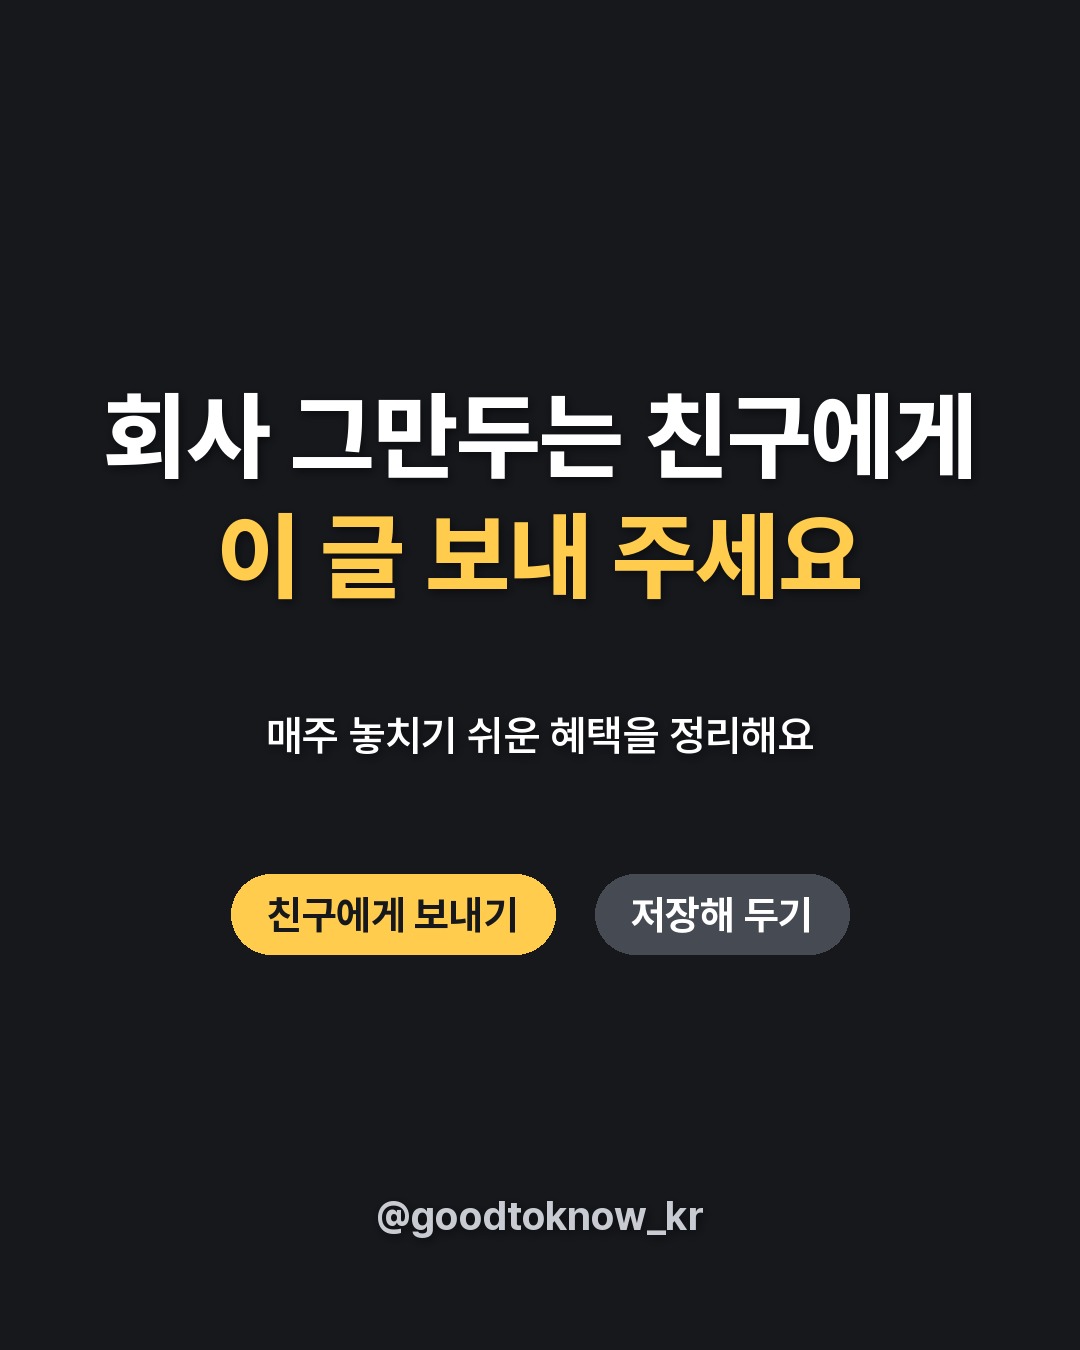 회사 그만두는 친구에게
이 글 보내 주세요
매주 놓치기 쉬운 혜택을 정리해요
친구에게 보내기
저장해 두기
@goodtoknow_kr